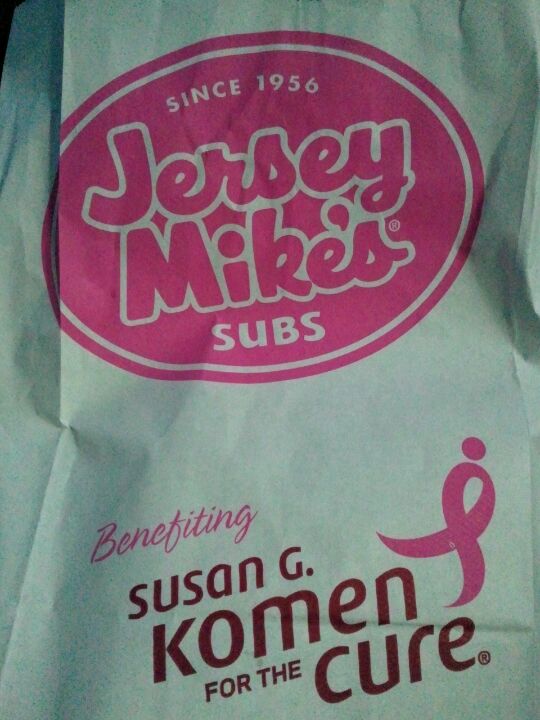 SINCE 1956
Jersey
Mike's®
SUBS
Benefiting
susan G.
Komen
FOR THE cure®